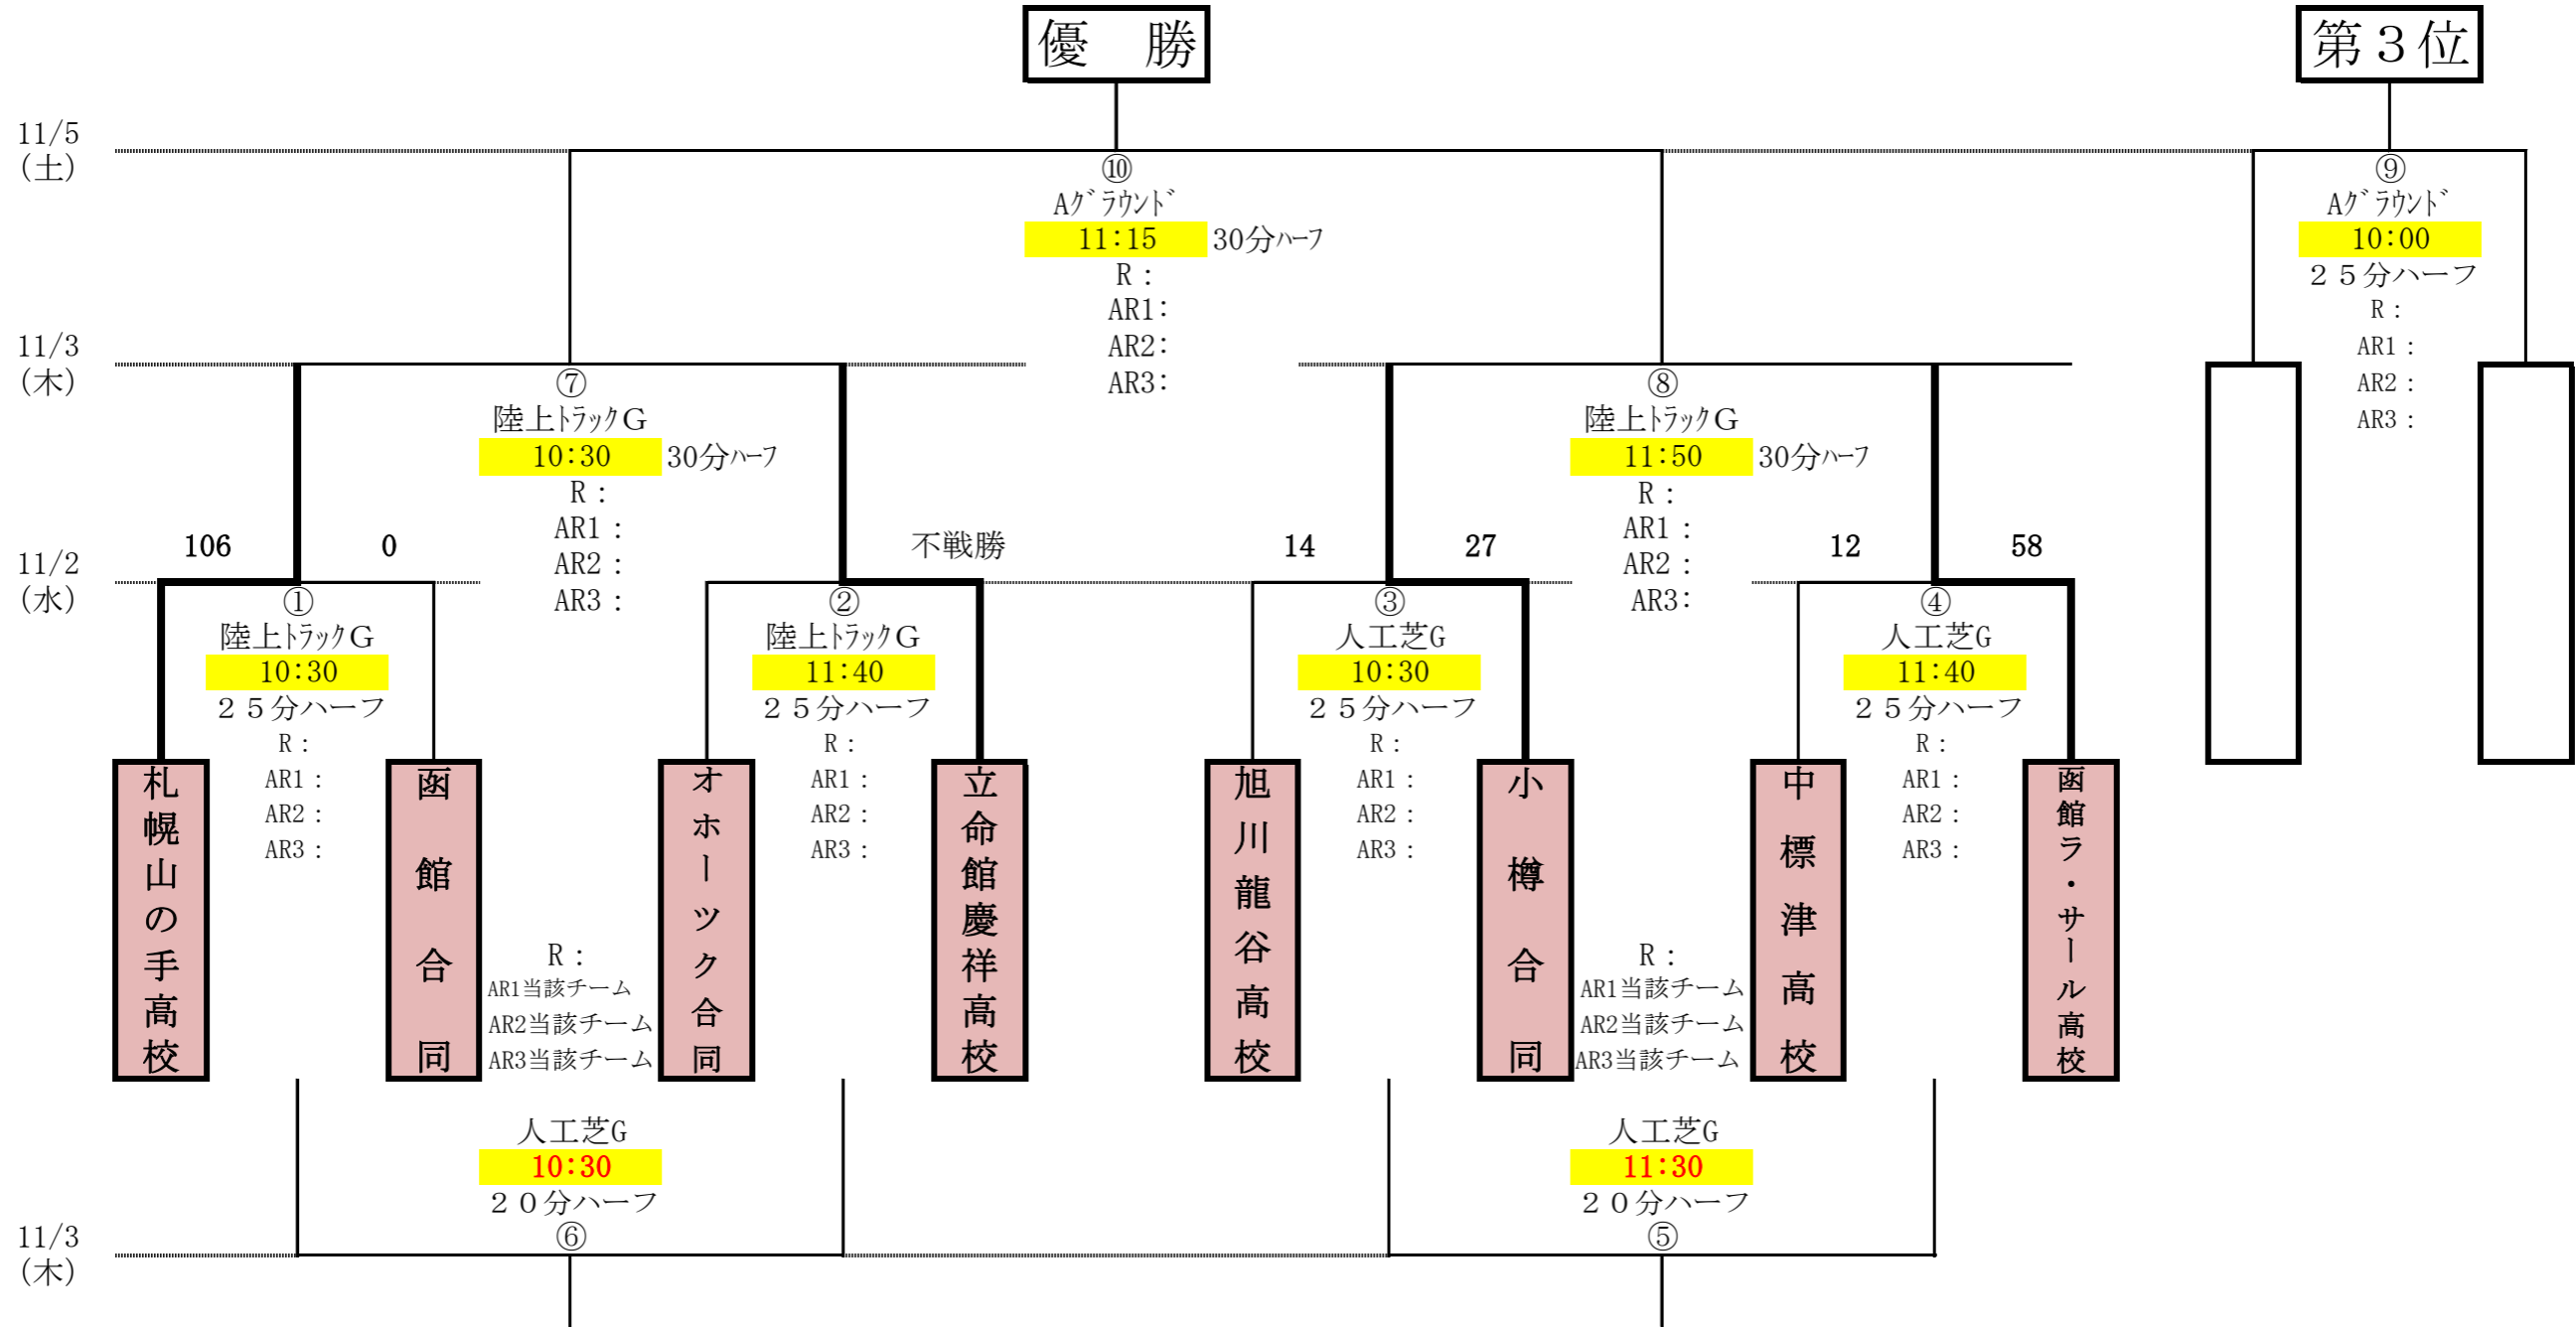 優　勝
第３位
11/5
(土)
⑩
Aｸﾞﾗｳﾝﾄﾞ
11:15 30分ﾊｰﾌ
R：
AR1：
AR2：
AR3：
⑨
Aｸﾞﾗｳﾝﾄﾞ
10:00
２５分ハーフ
R：
AR1：
AR2：
AR3：
11/3
(木)
⑦
陸上ﾄﾗｯｸＧ
10:30 30分ﾊｰﾌ
R：
AR1：
AR2：
AR3：
⑧
陸上ﾄﾗｯｸＧ
11:50 30分ﾊｰﾌ
R：
AR1：
AR2：
AR3：
11/2
(水)
106 0 不戦勝 14 27 12 58
①
陸上ﾄﾗｯｸＧ
10:30
２５分ハーフ
R：
AR1：
AR2：
AR3：
②
陸上ﾄﾗｯｸＧ
11:40
２５分ハーフ
R：
AR1：
AR2：
AR3：
③
人工芝G
10:30
２５分ハーフ
R：
AR1：
AR2：
AR3：
④
人工芝G
11:40
２５分ハーフ
R：
AR1：
AR2：
AR3：
札幌山の手高校
函館合同
オホーツク合同
立命館慶祥高校
旭川龍谷高校
小樽合同
中標津高校
函館ラ・サール高校
R：
AR1当該チーム
AR2当該チーム
AR3当該チーム
R：
AR1当該チーム
AR2当該チーム
AR3当該チーム
人工芝G
10:30
２０分ハーフ
⑥
人工芝G
11:30
２０分ハーフ
⑤
11/3
(木)